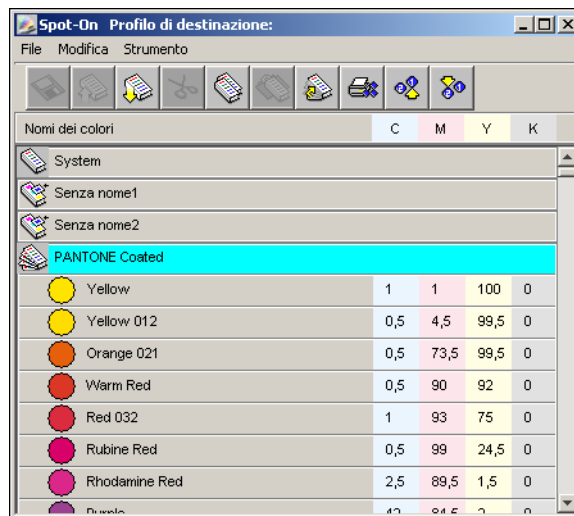 Spot-On Profilo di destinazione:
File Modifica Strumento
Nomi dei colori C M Y K
System
Senza nome1
Senza nome2
PANTONE Coated
Yellow 1 1 100 0
Yellow 012 0,5 4,5 99,5 0
Orange 021 0,5 73,5 99,5 0
Warm Red 0,5 90 92 0
Red 032 1 93 75 0
Rubine Red 0,5 99 24,5 0
Rhodamine Red 2,5 89,5 1,5 0
Purple